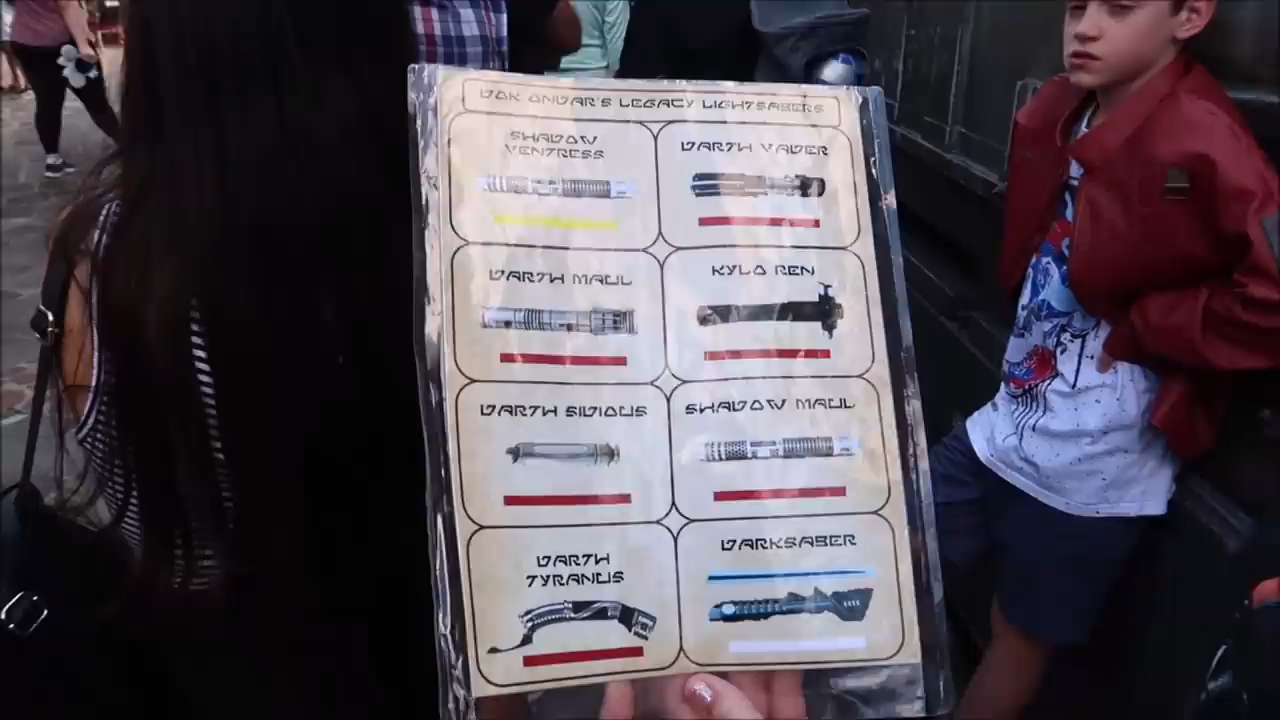 DOK ONDAR'S LEGACY LIGHTSABERS
SHADOW
VENTRESS
DARTH VADER
DARTH MAUL
KYLO REN
DARTH SIDIOUS
SHADOW MAUL
DARTH
TYRANUS
DARKSABER